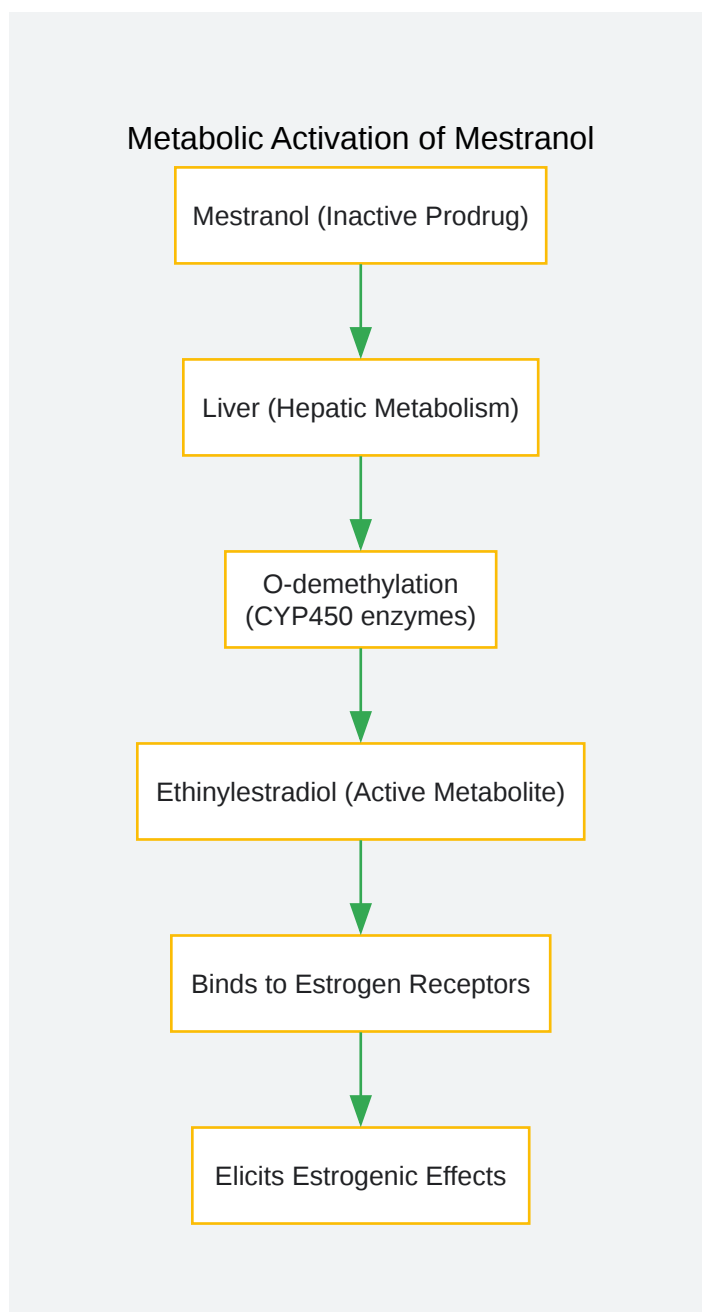 Metabolic Activation of Mestranol
Mestranol (Inactive Prodrug)
Liver (Hepatic Metabolism)
O-demethylation
(CYP450 enzymes)
Ethinylestradiol (Active Metabolite)
Binds to Estrogen Receptors
Elicits Estrogenic Effects